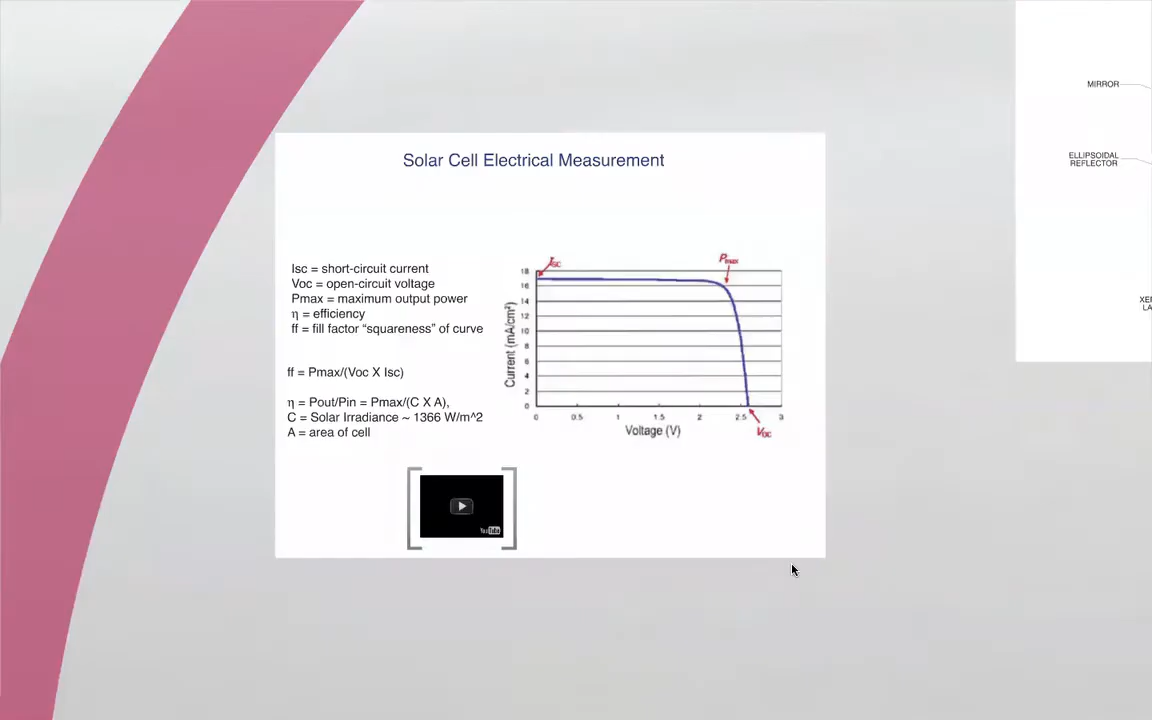 Solar Cell Electrical Measurement
Isc = short-circuit current
Voc = open-circuit voltage
Pmax = maximum output power
η = efficiency
ff = fill factor “squareness” of curve
ff = Pmax/(Voc X Isc)
η = Pout/Pin = Pmax/(C X A),
C = Solar Irradiance ~ 1366 W/m^2
A = area of cell
ISC
Pmax
18
16
14
12
10
8
6
4
2
0
Current (mA/cm²)
0 0.5 1 1.5 2 2.5 3
Voltage (V)
VOC
YouTube
MIRROR
ELLIPSOIDAL
REFLECTOR